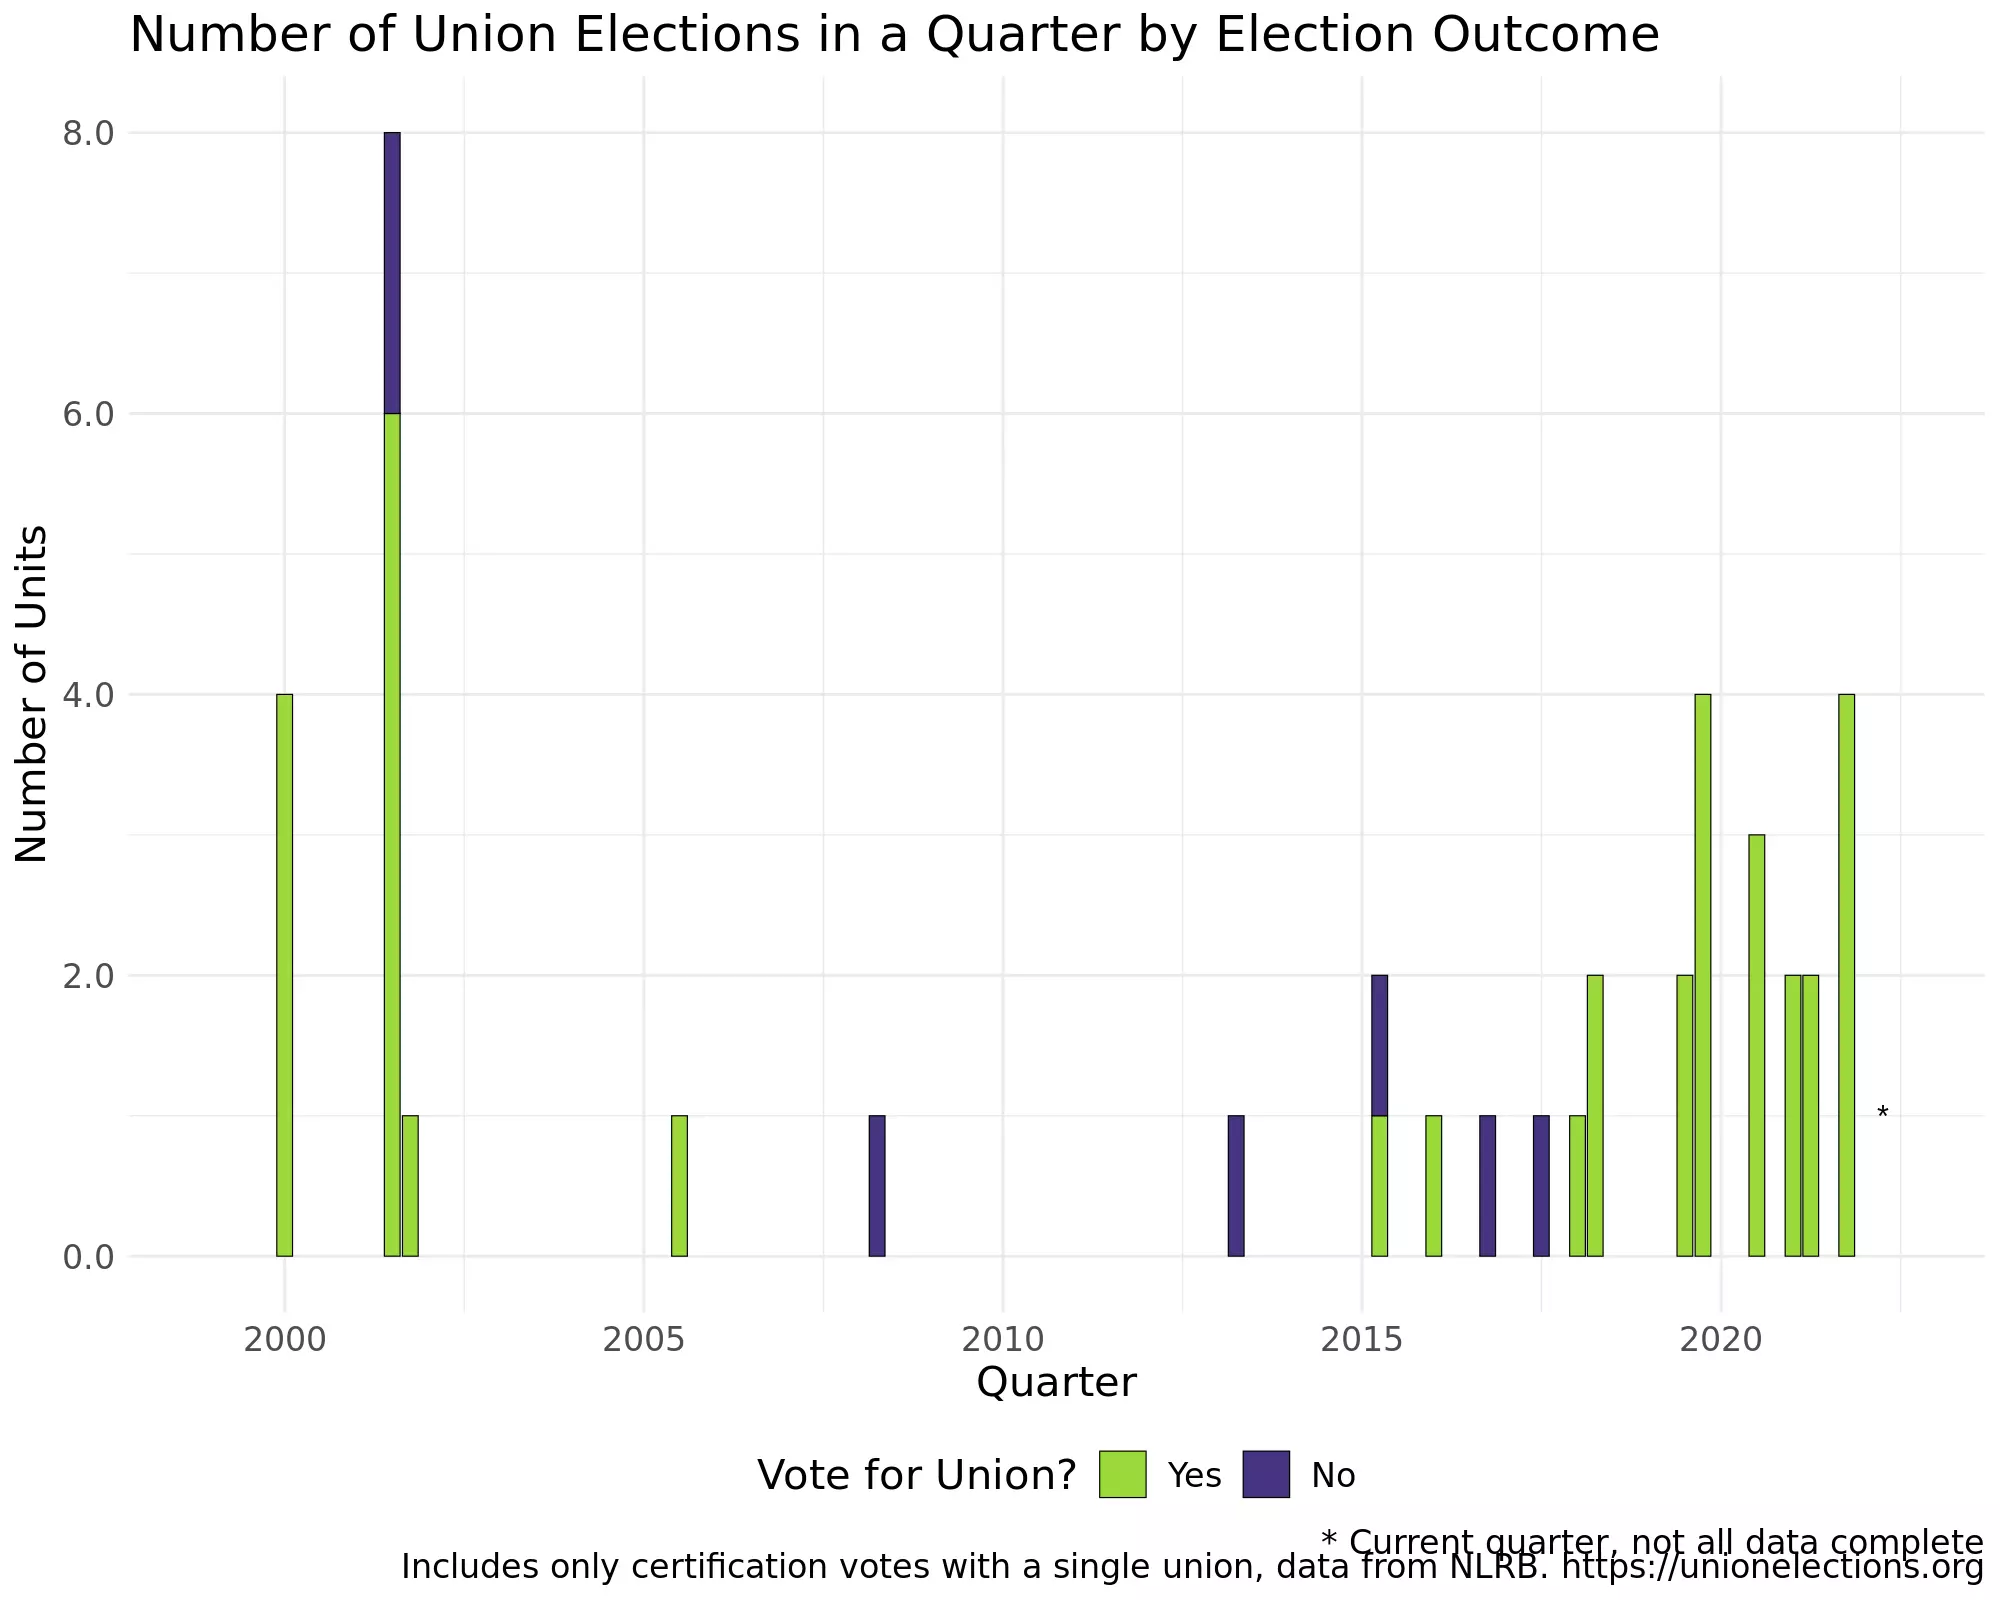 Number of Union Elections in a Quarter by Election Outcome
8.0
6.0
4.0
2.0
0.0
Number of Units
*
2000 2005 2010 2015 2020
Quarter
Vote for Union? Yes No
* Current quarter, not all data complete
Includes only certification votes with a single union, data from NLRB. https://unionelections.org